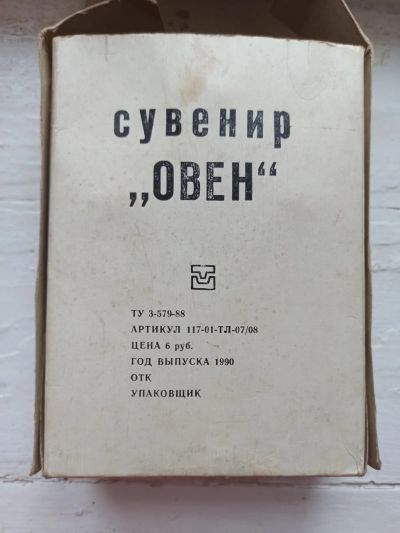 сувенир
„ОВЕН“
ТУ 3-579-88
АРТИКУЛ 117-01-ТЛ-07/08
ЦЕНА 6 руб.
ГОД ВЫПУСКА 1990
ОТК
УПАКОВЩИК